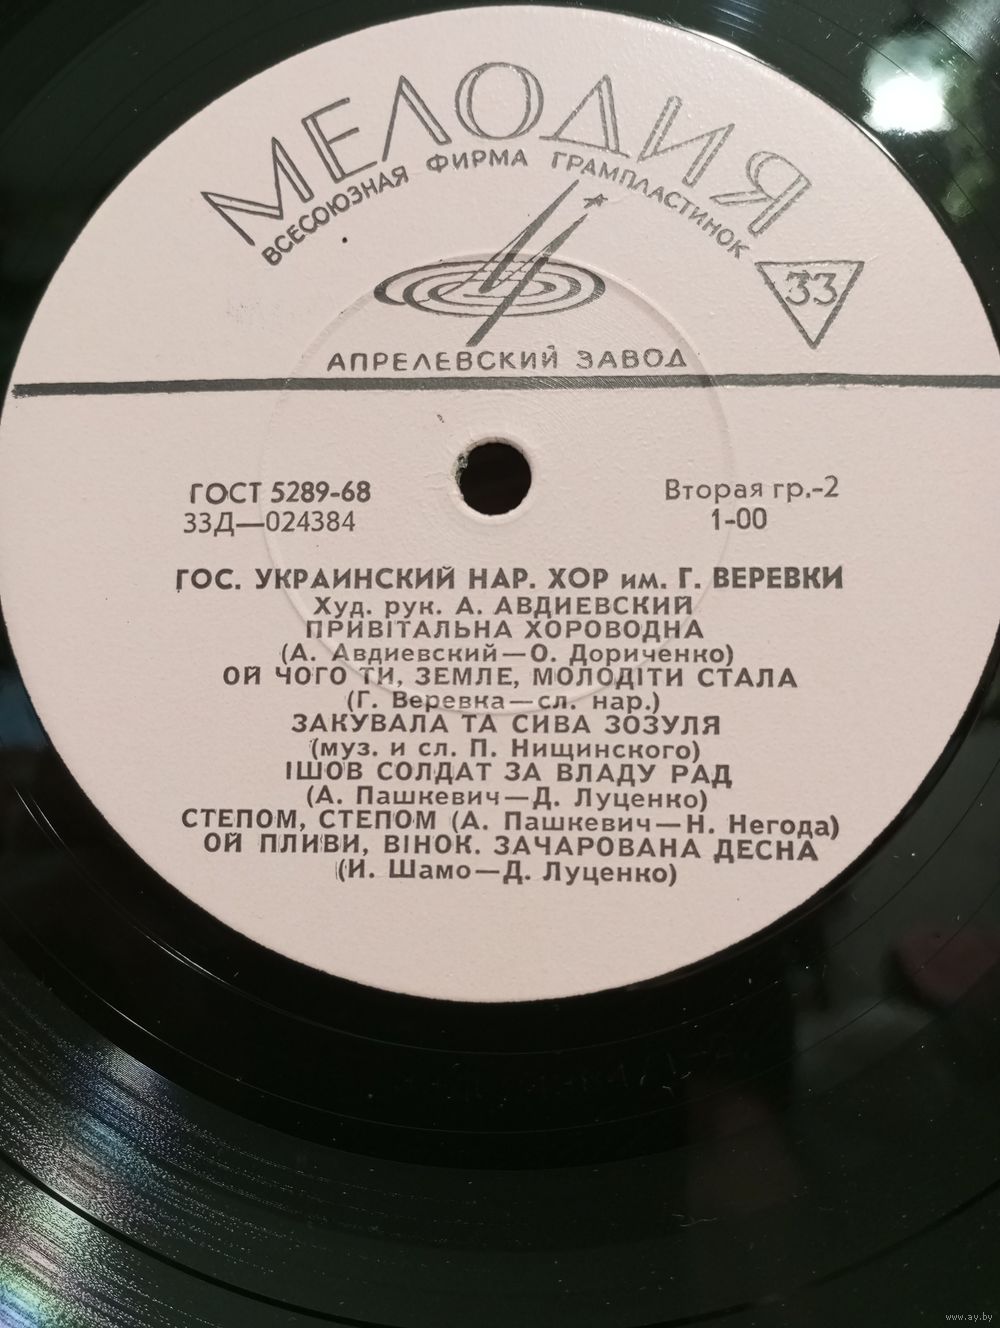 МЕЛОДИЯ
ВСЕСОЮЗНАЯ ФИРМА ГРАМПЛАСТИНОК
33
АПРЕЛЕВСКИЙ ЗАВОД
ГОСТ 5289-68
33Д—024384
Вторая гр.-2
1-00
ГОС. УКРАИНСКИЙ НАР. ХОР им. Г. ВЕРЕВКИ
Худ. рук. А. АВДИЕВСКИЙ
ПРИВІТАЛЬНА ХОРОВОДНА
(А. Авдиевский—О. Дориченко)
ОЙ ЧОГО ТИ, ЗЕМЛЕ, МОЛОДІТИ СТАЛА
(Г. Веревка—сл. нар.)
ЗАКУВАЛА ТА СИВА ЗОЗУЛЯ
(муз. и сл. П. Нищинского)
ІШОВ СОЛДАТ ЗА ВЛАДУ РАД
(А. Пашкевич—Д. Луценко)
СТЕПОМ, СТЕПОМ (А. Пашкевич—Н. Негода)
ОЙ ПЛИВИ, ВІНОК. ЗАЧАРОВАНА ДЕСНА
(И. Шамо—Д. Луценко)
www.ay.by